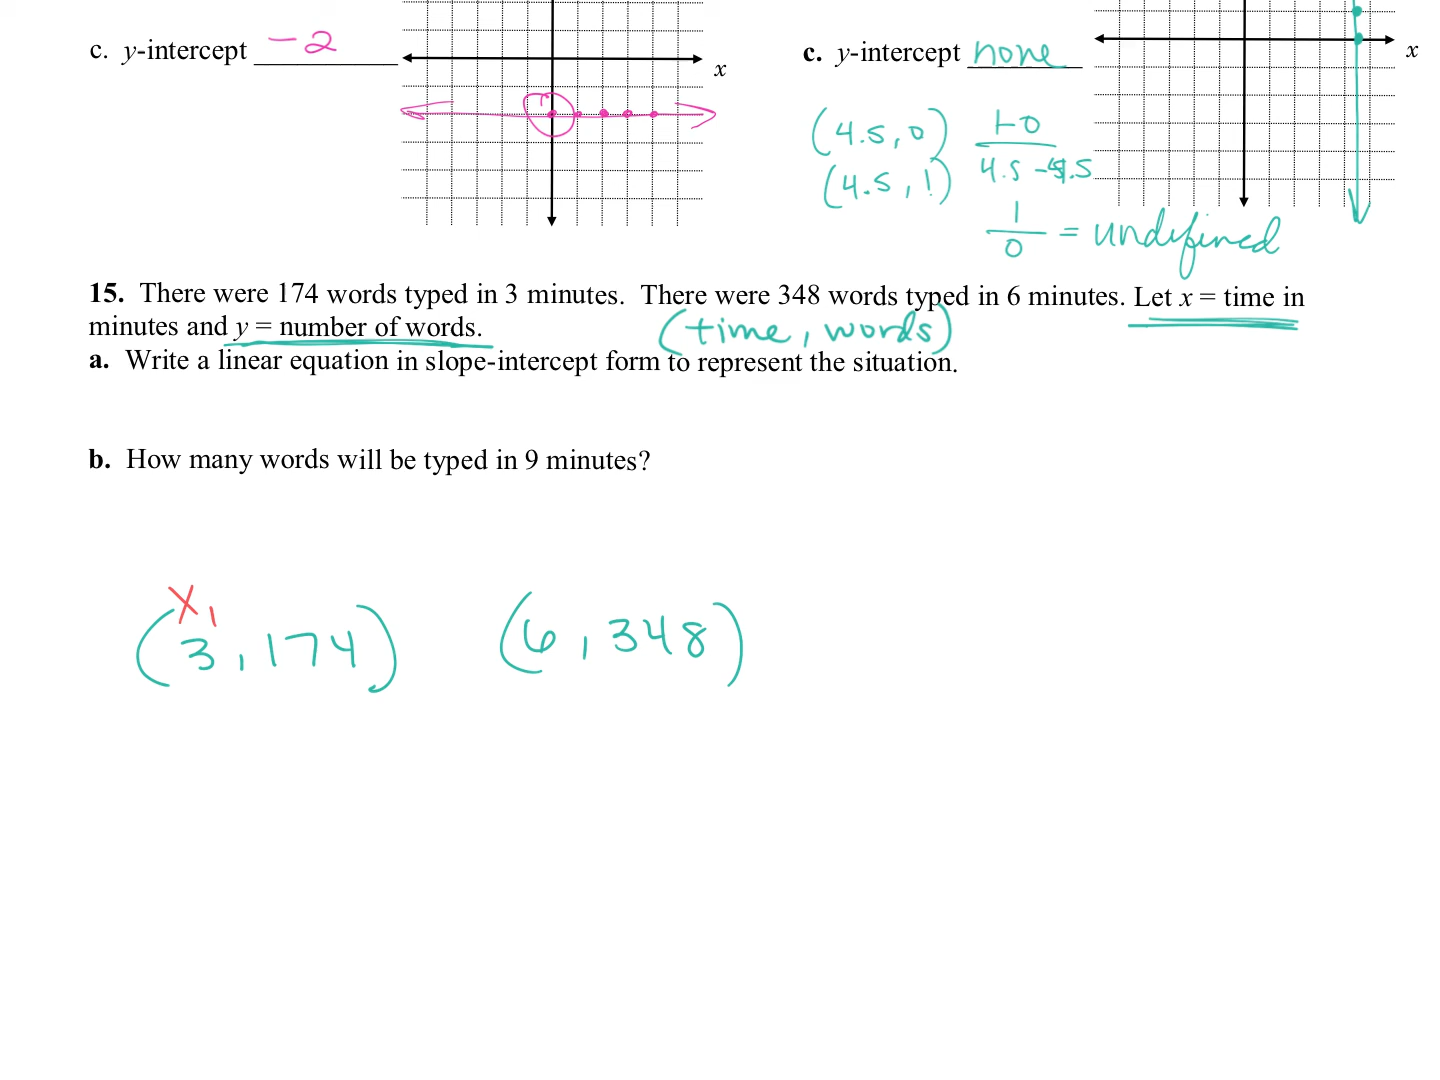 c. y-intercept -2
x
c. y-intercept none
x
(4.5, 0)
(4.5, 1)
1-0
4.5-4.5
1
0
= undefined
15. There were 174 words typed in 3 minutes. There were 348 words typed in 6 minutes. Let x = time in
minutes and y = number of words.
(time, words)
a. Write a linear equation in slope-intercept form to represent the situation.
b. How many words will be typed in 9 minutes?
x1
(3, 174) (6, 348)